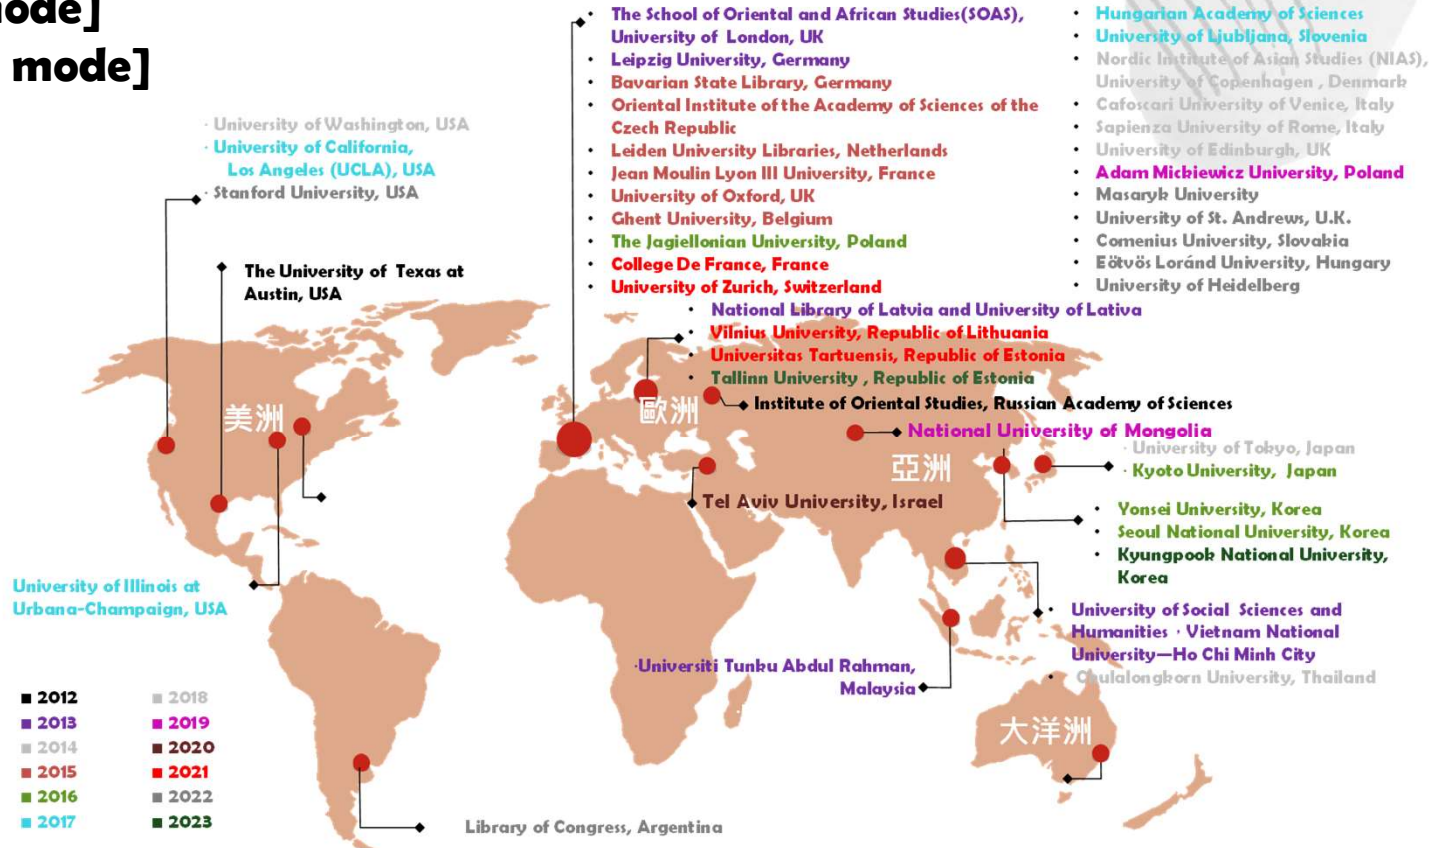 mode]
mode]
· University of Washington, USA
· University of California,
Los Angeles (UCLA), USA
· Stanford University, USA
The University of Texas at
Austin, USA
• The School of Oriental and African Studies(SOAS),
University of London, UK
• Leipzig University, Germany
• Bavarian State Library, Germany
• Oriental Institute of the Academy of Sciences of the
Czech Republic
• Leiden University Libraries, Netherlands
• Jean Moulin Lyon III University, France
• University of Oxford, UK
• Ghent University, Belgium
• The Jagiellonian University, Poland
• College De France, France
• University of Zurich, Switzerland
• Hungarian Academy of Sciences
• University of Ljubljana, Slovenia
• Nordic Institute of Asian Studies (NIAS),
University of Copenhagen , Denmark
• Cafoscari University of Venice, Italy
• Sapienza University of Rome, Italy
• University of Edinburgh, UK
• Adam Mickiewicz University, Poland
• Masaryk University
• University of St. Andrews, U.K.
• Comenius University, Slovakia
• Eötvös Loránd University, Hungary
• University of Heidelberg
• National Library of Latvia and University of Lativa
• Vilnius University, Republic of Lithuania
• Universitas Tartuensis, Republic of Estonia
• Tallinn University , Republic of Estonia
美洲
歐洲
Institute of Oriental Studies, Russian Academy of Sciences
National University of Mongolia
亞洲
· University of Tokyo, Japan
· Kyoto University, Japan
Tel Aviv University, Israel
• Yonsei University, Korea
• Seoul National University, Korea
• Kyungpook National University,
Korea
University of Illinois at
Urbana-Champaign, USA
• University of Social Sciences and
Humanities · Vietnam National
University—Ho Chi Minh City
• Chulalongkorn University, Thailand
·Universiti Tunku Abdul Rahman,
Malaysia
大洋洲
■ 2012
■ 2013
■ 2014
■ 2015
■ 2016
■ 2017
■ 2018
■ 2019
■ 2020
■ 2021
■ 2022
■ 2023
Library of Congress, Argentina